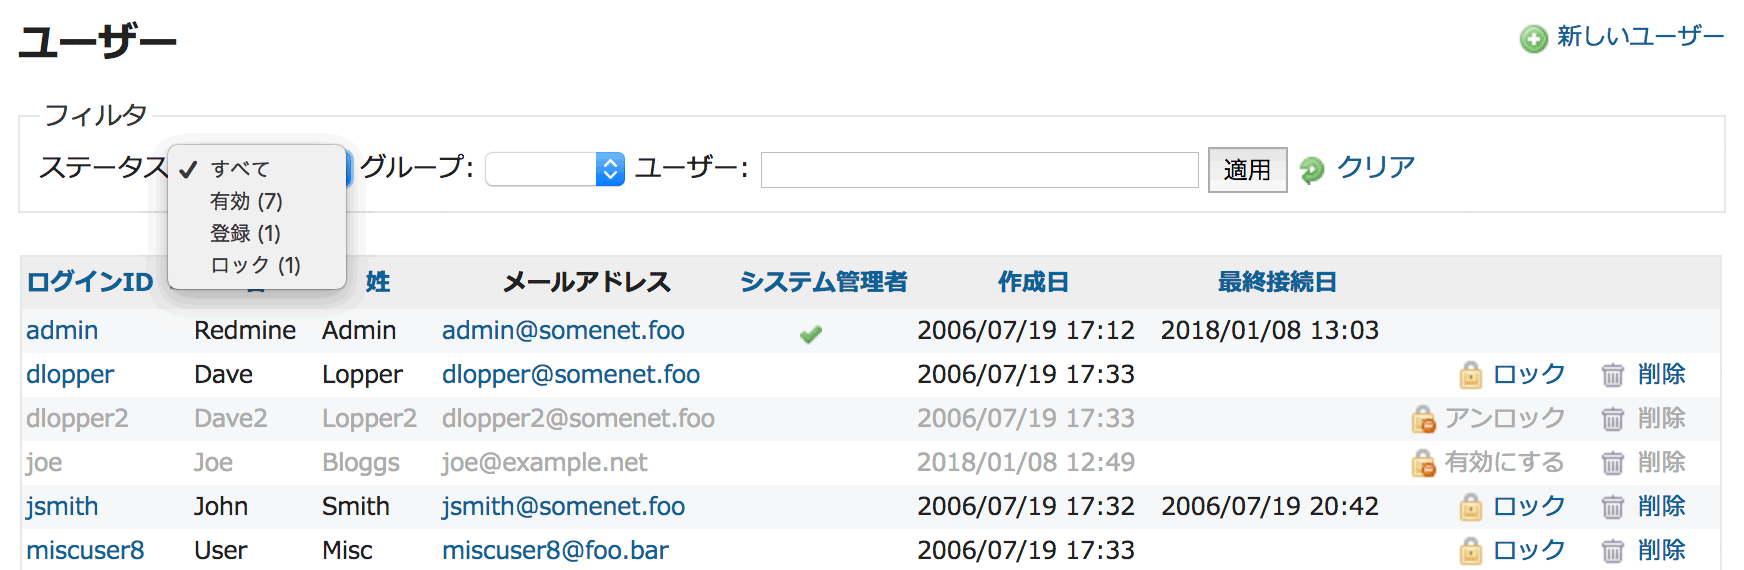 ユーザー
新しいユーザー
フィルタ
ステータス すべて グループ: ユーザー: 適用 クリア
有効 (7)
登録 (1)
ロック (1)
ログインID 姓 メールアドレス システム管理者 作成日 最終接続日
admin Redmine Admin admin@somenet.foo 2006/07/19 17:12 2018/01/08 13:03
dlopper Dave Lopper dlopper@somenet.foo 2006/07/19 17:33 ロック 削除
dlopper2 Dave2 Lopper2 dlopper2@somenet.foo 2006/07/19 17:33 アンロック 削除
joe Joe Bloggs joe@example.net 2018/01/08 12:49 有効にする 削除
jsmith John Smith jsmith@somenet.foo 2006/07/19 17:32 2006/07/19 20:42 ロック 削除
miscuser8 User Misc miscuser8@foo.bar 2006/07/19 17:33 ロック 削除